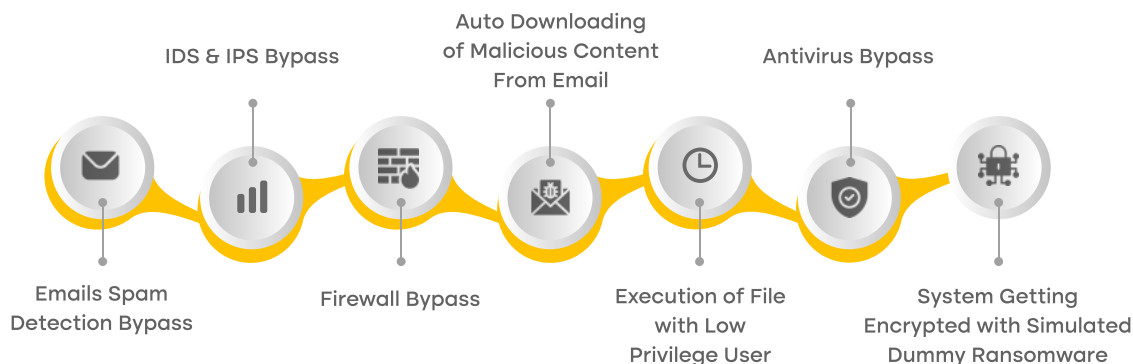 Emails Spam
Detection Bypass
IDS & IPS Bypass
Firewall Bypass
Auto Downloading
of Malicious Content
From Email
Execution of File
with Low
Privilege User
Antivirus Bypass
System Getting
Encrypted with Simulated
Dummy Ransomware